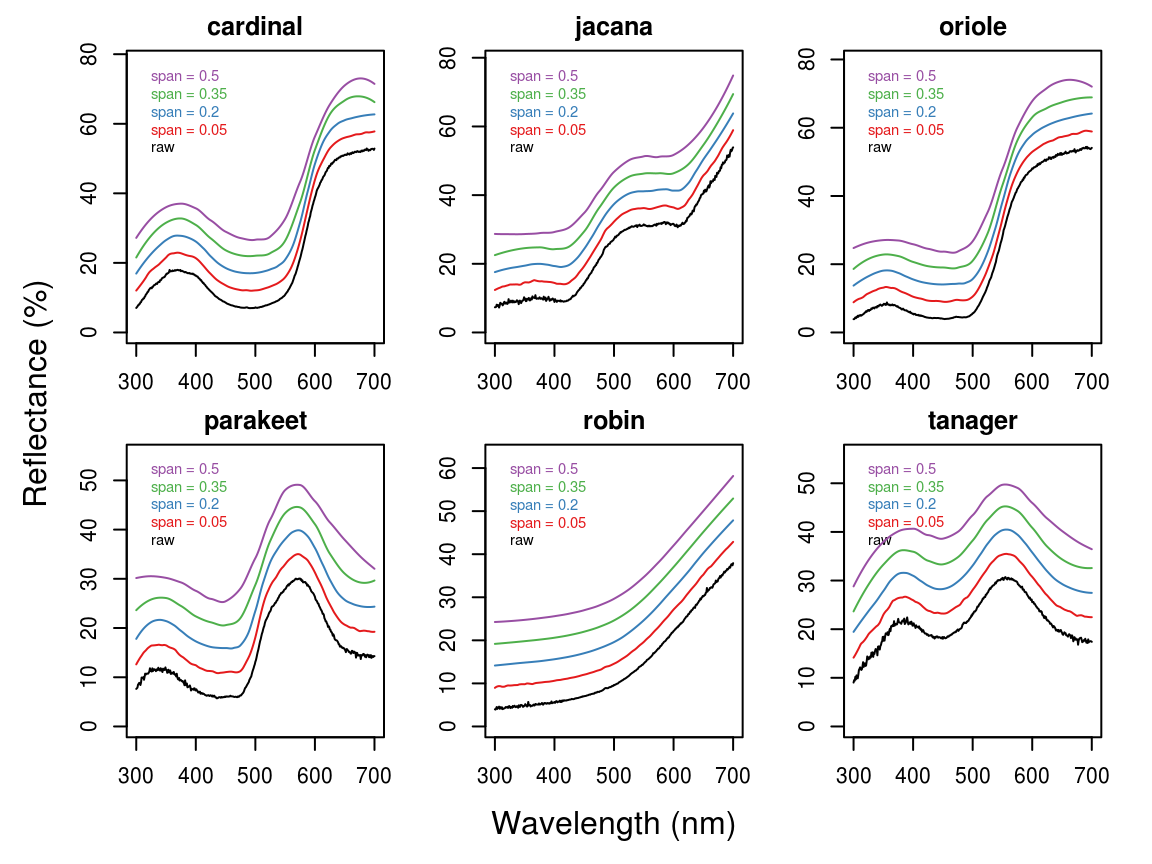 cardinal
80
60
40
20
0
span = 0.5
span = 0.35
span = 0.2
span = 0.05
raw
300 400 500 600 700
jacana
80
60
40
20
0
span = 0.5
span = 0.35
span = 0.2
span = 0.05
raw
300 400 500 600 700
oriole
80
60
40
20
0
span = 0.5
span = 0.35
span = 0.2
span = 0.05
raw
300 400 500 600 700
Reflectance (%)
parakeet
50
40
30
20
10
0
span = 0.5
span = 0.35
span = 0.2
span = 0.05
raw
300 400 500 600 700
robin
60
50
40
30
20
10
0
span = 0.5
span = 0.35
span = 0.2
span = 0.05
raw
300 400 500 600 700
tanager
50
40
30
20
10
0
span = 0.5
span = 0.35
span = 0.2
span = 0.05
raw
300 400 500 600 700
Wavelength (nm)